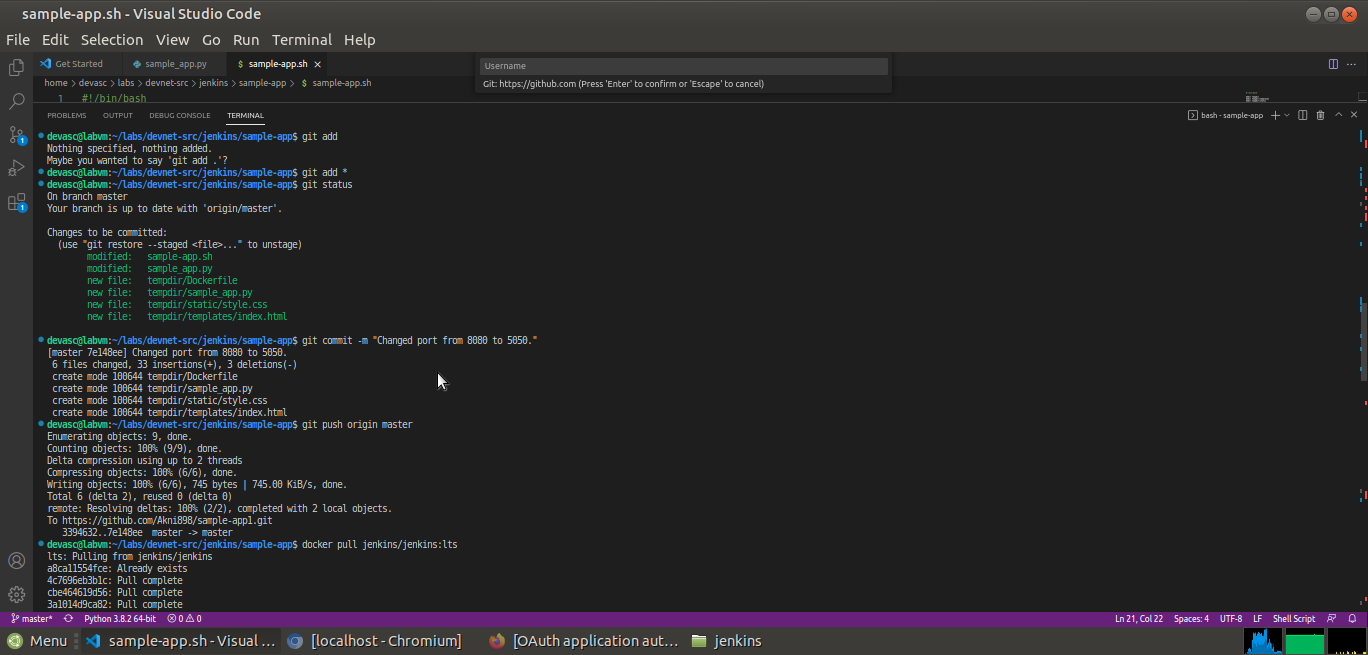 sample-app.sh - Visual Studio Code
File Edit Selection View Go Run Terminal Help
Get Started sample_app.py $ sample-app.sh
Username
Git: https://github.com (Press 'Enter' to confirm or 'Escape' to cancel)
home > devasc > labs > devnet-src > jenkins > sample-app > $ sample-app.sh
1 #!/bin/bash
PROBLEMS OUTPUT DEBUG CONSOLE TERMINAL bash - sample-app
devasc@labvm:~/labs/devnet-src/jenkins/sample-app$ git add
Nothing specified, nothing added.
Maybe you wanted to say 'git add .'?
devasc@labvm:~/labs/devnet-src/jenkins/sample-app$ git add *
devasc@labvm:~/labs/devnet-src/jenkins/sample-app$ git status
On branch master
Your branch is up to date with 'origin/master'.
Changes to be committed:
(use "git restore --staged <file>..." to unstage)
modified: sample-app.sh
modified: sample_app.py
new file: tempdir/Dockerfile
new file: tempdir/sample_app.py
new file: tempdir/static/style.css
new file: tempdir/templates/index.html
devasc@labvm:~/labs/devnet-src/jenkins/sample-app$ git commit -m "Changed port from 8080 to 5050."
[master 7e148ee] Changed port from 8080 to 5050.
6 files changed, 33 insertions(+), 3 deletions(-)
create mode 100644 tempdir/Dockerfile
create mode 100644 tempdir/sample_app.py
create mode 100644 tempdir/static/style.css
create mode 100644 tempdir/templates/index.html
devasc@labvm:~/labs/devnet-src/jenkins/sample-app$ git push origin master
Enumerating objects: 9, done.
Counting objects: 100% (9/9), done.
Delta compression using up to 2 threads
Compressing objects: 100% (6/6), done.
Writing objects: 100% (6/6), 745 bytes | 745.00 KiB/s, done.
Total 6 (delta 2), reused 0 (delta 0)
remote: Resolving deltas: 100% (2/2), completed with 2 local objects.
To https://github.com/Akni898/sample-app1.git
3394632..7e148ee master -> master
devasc@labvm:~/labs/devnet-src/jenkins/sample-app$ docker pull jenkins/jenkins:lts
lts: Pulling from jenkins/jenkins
a8ca11554fce: Already exists
4c7696eb3b1c: Pull complete
cbe464619d56: Pull complete
3a1014d9ca82: Pull complete
1
1
master* Python 3.8.2 64-bit 0 0 Ln 21, Col 22 Spaces: 4 UTF-8 LF Shell Script
Menu sample-app.sh - Visual ... [localhost - Chromium] [OAuth application aut... jenkins